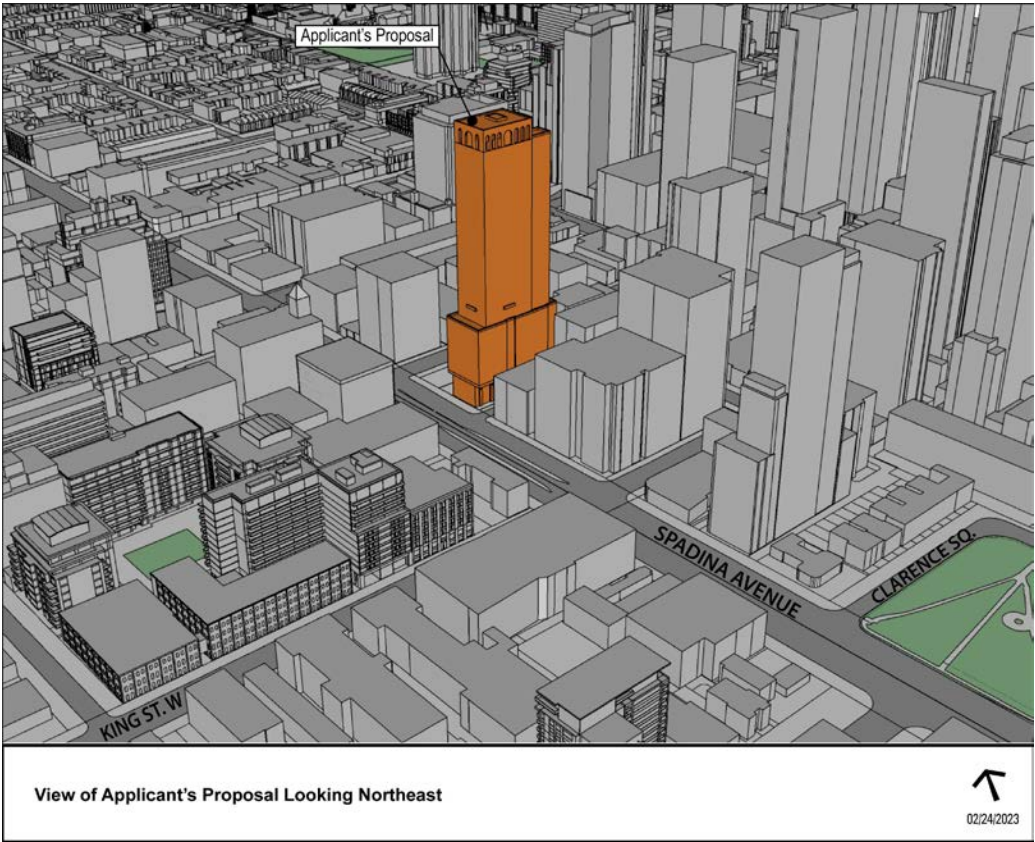 Applicant's Proposal
SPADINA AVENUE
CLARENCE SQ.
KING ST. W
View of Applicant's Proposal Looking Northeast
02/24/2023